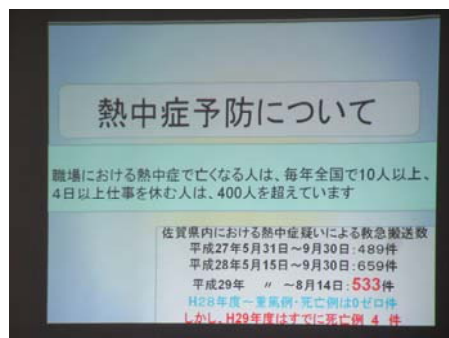 熱中症予防について
職場における熱中症で亡くなる人は、毎年全国で10人以上、
4日以上仕事を休む人は、400人を超えています
佐賀県内における熱中症疑いによる救急搬送数
平成27年5月31日～9月30日:489件
平成28年5月15日～9月30日:659件
平成29年 〃 ～8月14日:533件
H28年度～重篤例・死亡例は0ゼロ件
しかし、H29年度はすでに死亡例 4 件